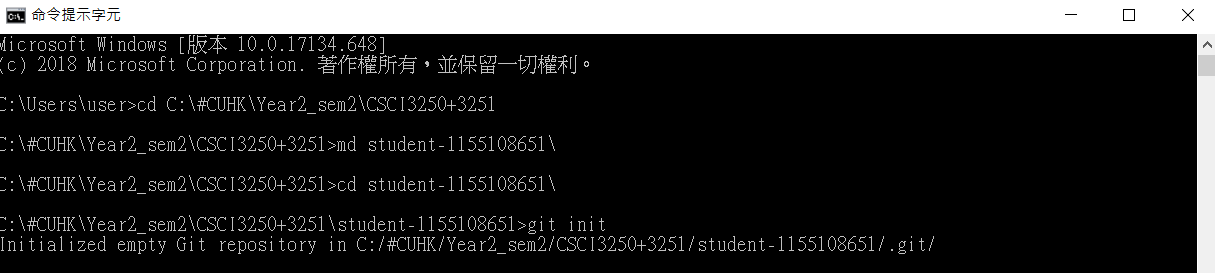 命令提示字元
Microsoft Windows [版本 10.0.17134.648]
(c) 2018 Microsoft Corporation. 著作權所有，並保留一切權利。
C:\Users\user>cd C:\#CUHK\Year2_sem2\CSCI3250+3251
C:\#CUHK\Year2_sem2\CSCI3250+3251>md student-1155108651\
C:\#CUHK\Year2_sem2\CSCI3250+3251>cd student-1155108651\
C:\#CUHK\Year2_sem2\CSCI3250+3251\student-1155108651>git init
Initialized empty Git repository in C:/#CUHK/Year2_sem2/CSCI3250+3251/student-1155108651/.git/